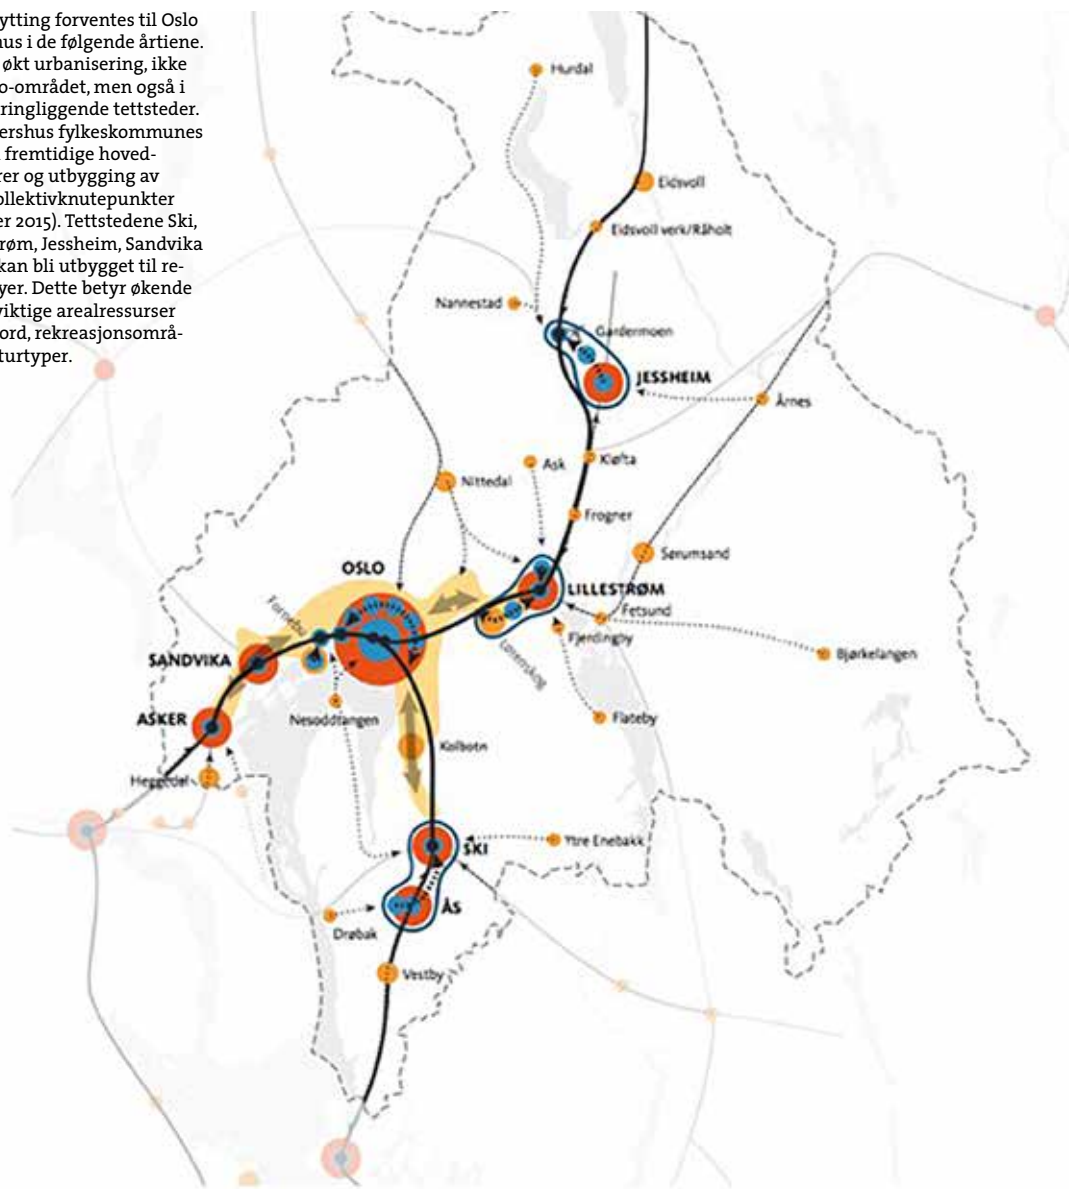 ytting forventes til Oslo
us i de følgende årtiene.
økt urbanisering, ikke
o-området, men også i
ringliggende tettsteder.
ershus fylkeskommunes
fremtidige hoved-
rer og utbygging av
ollektivknutepunkter
er 2015). Tettstedene Ski,
røm, Jessheim, Sandvika
kan bli utbygget til re-
yer. Dette betyr økende
viktige arealressurser
ord, rekreasjonsområ-
turtyper.
Hurdal
Eidsvoll
Eidsvoll verk/Råholt
Nannestad
Gardermoen
JESSHEIM
Årnes
Ask
Kløfta
Nittedal
Frogner
Sørumsand
OSLO
LILLESTRØM
Fetsund
Fornebu
Fjerdingby
Lørenskog
Bjørkelangen
SANDVIKA
ASKER
Nesoddtangen
Flateby
Kolbotn
Heggedal
Ytre Enebakk
SKI
ÅS
Drøbak
Vestby